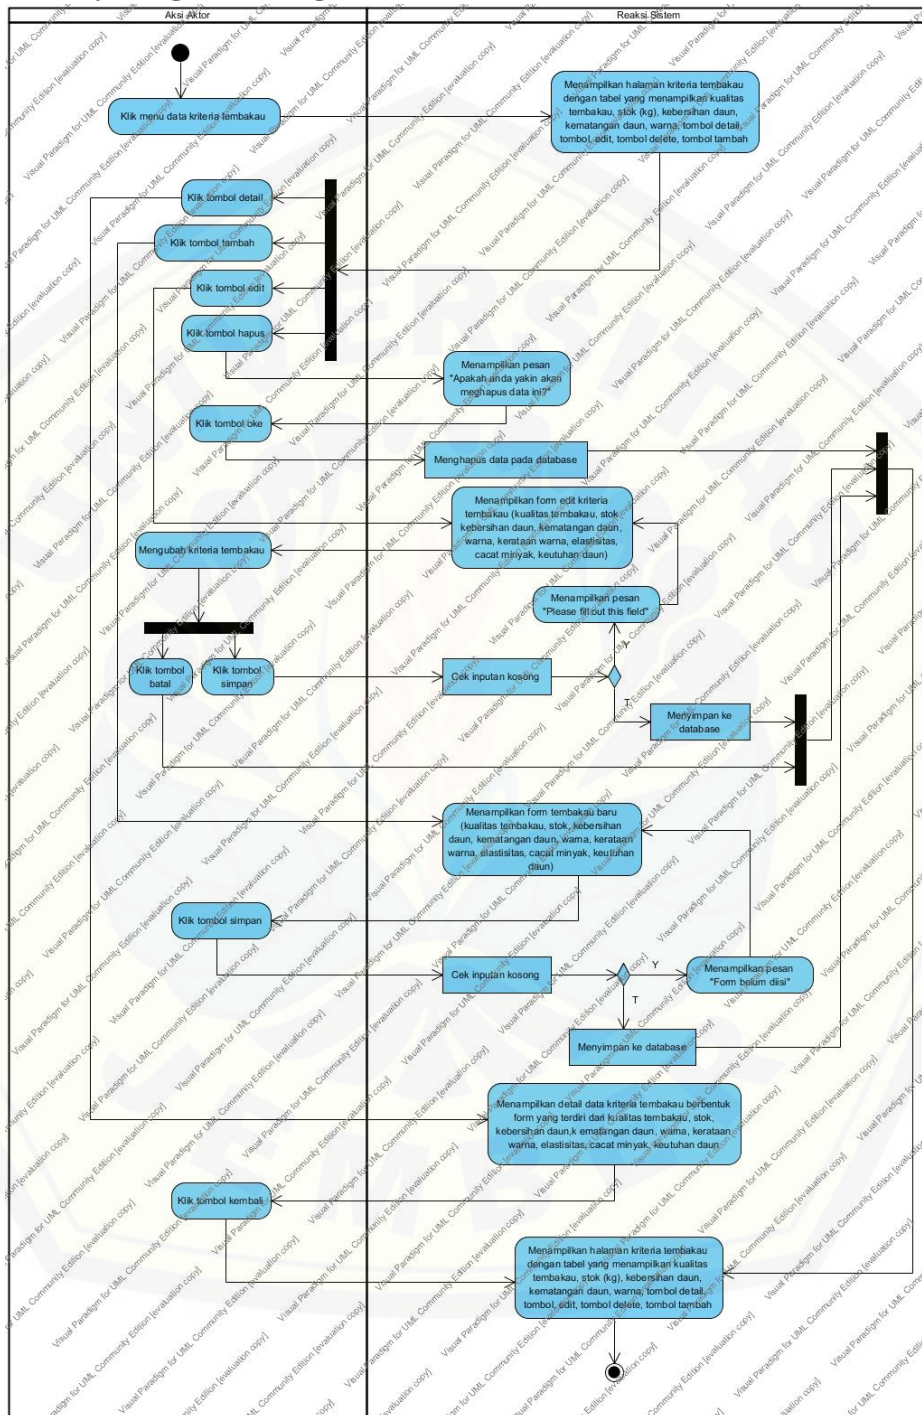 Aksi Aktor
Reaksi Sistem
Klik menu data kriteria tembakau
Menampilkan halaman kriteria tembakau
dengan tabel yang menampilkan kualitas
tembakau, stok (kg), kebersihan daun,
kematangan daun, warna, tombol detail,
tombol, edit, tombol delete, tombol tambah
Klik tombol detail
Klik tombol tambah
Klik tombol edit
Klik tombol hapus
Menampilkan pesan
"Apakah anda yakin akan
meghapus data ini?"
Klik tombol oke
Menghapus data pada database
Menampilkan form edit kriteria
tembakau (kualitas tembakau, stok
kebersihan daun, kematangan daun,
warna, kerataan warna, elastisitas,
cacat minyak, keutuhan daun)
Mengubah kriteria tembakau
Menampilkan pesan
"Please fill out this field"
Y
Klik tombol
batal
Klik tombol
simpan
Cek inputan kosong
T
Menyimpan ke
database
Menampilkan form tembakau baru
(kualitas tembakau, stok, kebersihan
daun, kematangan daun, warna, kerataan
warna, elastisitas, cacat minyak, keutuhan
daun)
Klik tombol simpan
Cek inputan kosong
Y
Menampilkan pesan
"Form belum diisi"
T
Menyimpan ke database
Menampilkan detail data kriteria tembakau berbentuk
form yang terdiri dari kualitas tembakau, stok,
kebersihan daun,k ematangan daun, warna, kerataan
warna, elastisitas, cacat minyak, keutuhan daun
Klik tombol kembali
Menampilkan halaman kriteria tembakau
dengan tabel yang menampilkan kualitas
tembakau, stok (kg), kebersihan daun,
kematangan daun, warna, tombol detail,
tombol, edit, tombol delete, tombol tambah
Visual Paradigm for UML Community Edition [evaluation copy]